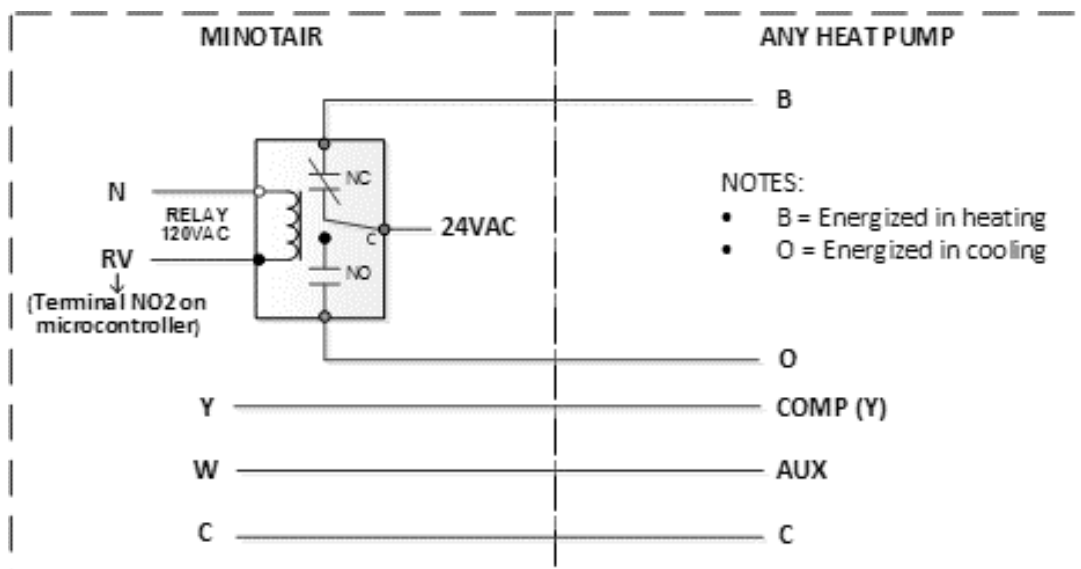 MINOTAIR
ANY HEAT PUMP
B
NC
N
RELAY
120VAC
24VAC
C
RV
NO
↓
(Terminal NO2 on
microcontroller)
NOTES:
• B = Energized in heating
• O = Energized in cooling
O
Y
COMP (Y)
W
AUX
C
C